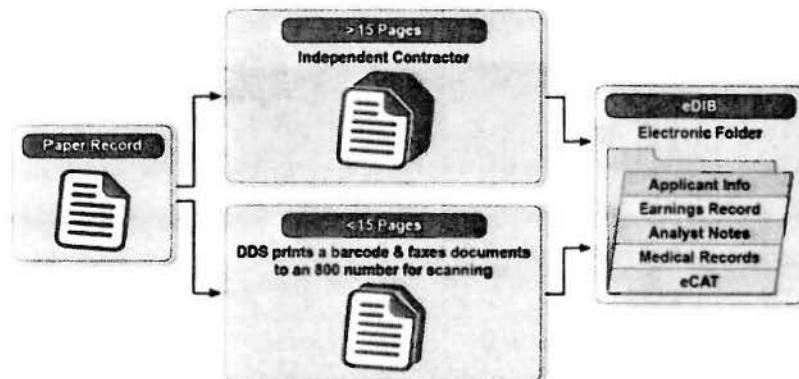 Paper Record
>15 Pages
Independent Contractor
<15 Pages
DDS prints a barcode & faxes documents
to an 800 number for scanning
eDIB
Electronic Folder
Applicant Info
Earnings Record
Analyst Notes
Medical Records
eCAT